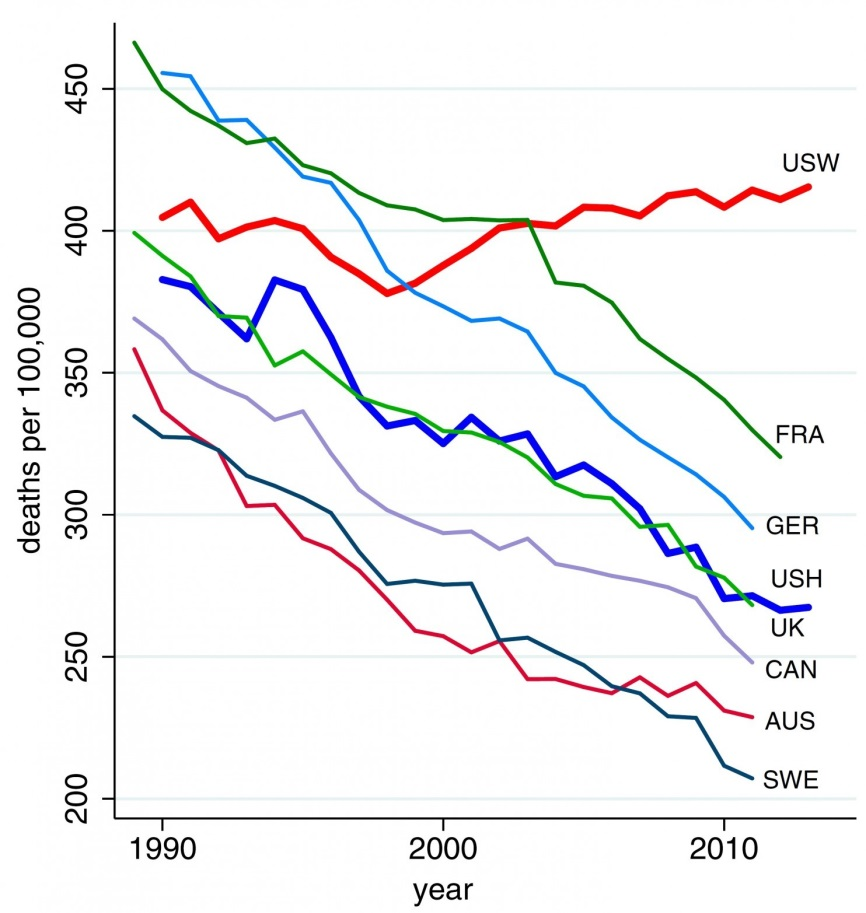 deaths per 100,000
450
400
350
300
250
200
USW
FRA
GER
USH
UK
CAN
AUS
SWE
1990
2000
2010
year